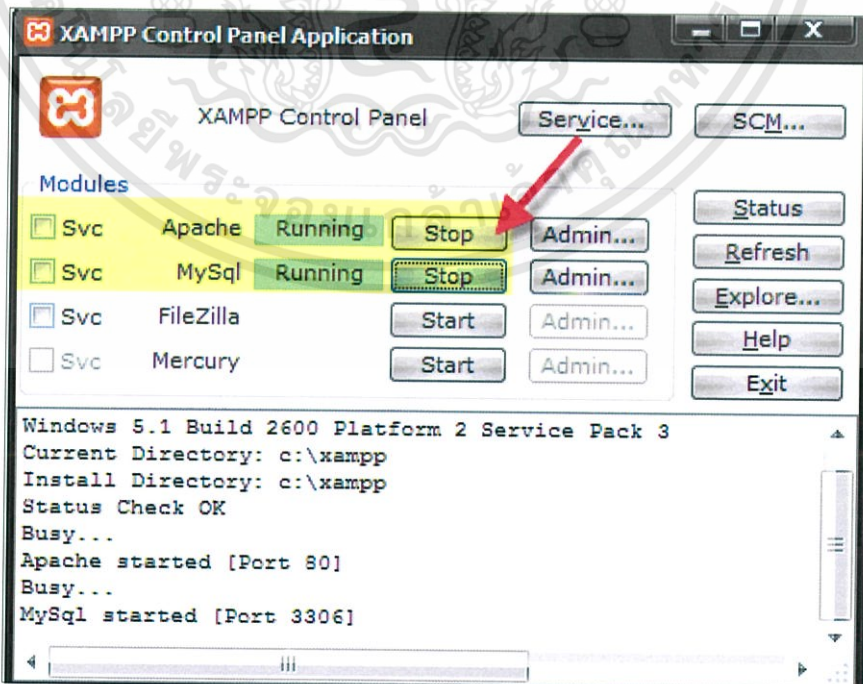 XAMPP Control Panel Application
XAMPP Control Panel
Service...
SCM...
Modules
Svc Apache Running Stop Admin...
Svc MySql Running Stop Admin...
Svc FileZilla Start Admin...
Svc Mercury Start Admin...
Status
Refresh
Explore...
Help
Exit
Windows 5.1 Build 2600 Platform 2 Service Pack 3
Current Directory: c:\xampp
Install Directory: c:\xampp
Status Check OK
Busy...
Apache started [Port 80]
Busy...
MySql started [Port 3306]